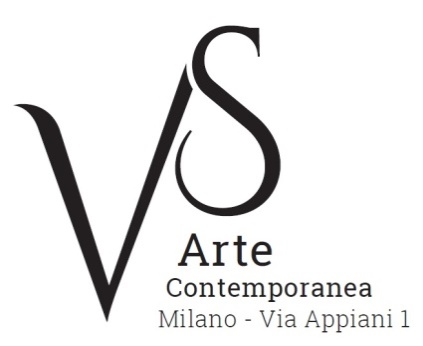 VS
Arte
Contemporanea
Milano - Via Appiani 1